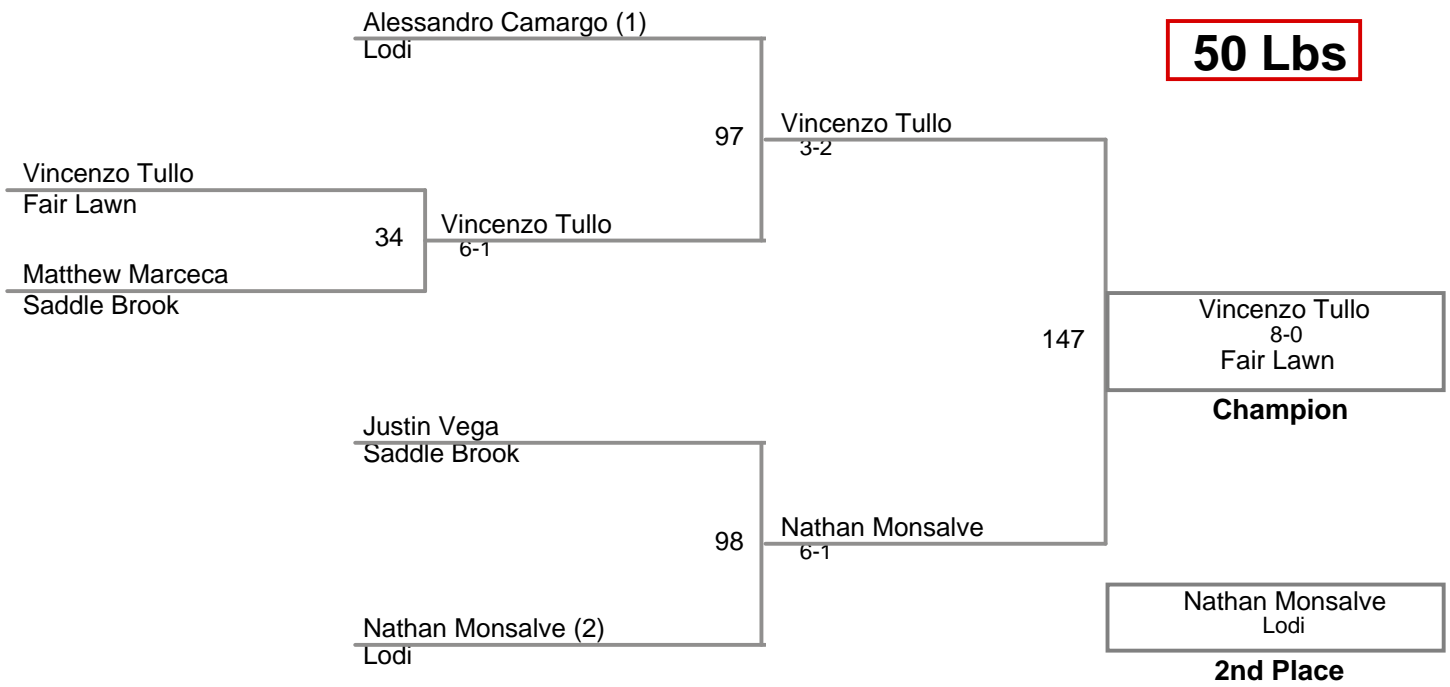 Alessandro Camargo (1)
Lodi
50 Lbs
97
Vincenzo Tullo
3-2
Vincenzo Tullo
Fair Lawn
34
Vincenzo Tullo
6-1
Matthew Marceca
Saddle Brook
147
Vincenzo Tullo
8-0
Fair Lawn
Champion
Justin Vega
Saddle Brook
98
Nathan Monsalve
6-1
Nathan Monsalve (2)
Lodi
Nathan Monsalve
Lodi
2nd Place